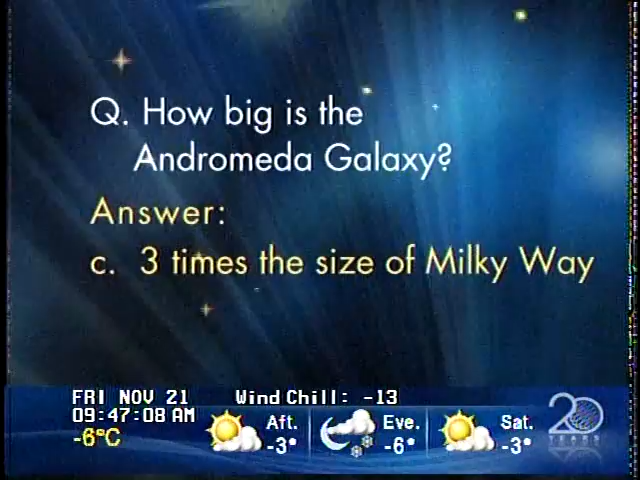 Q. How big is the
Andromeda Galaxy?
Answer:
c. 3 times the size of Milky Way
FRI NOV 21 Wind Chill: -13
09:47:08 AM
-6°C
Aft.
-3°
Eve.
-6°
Sat.
-3°
20
YEARS